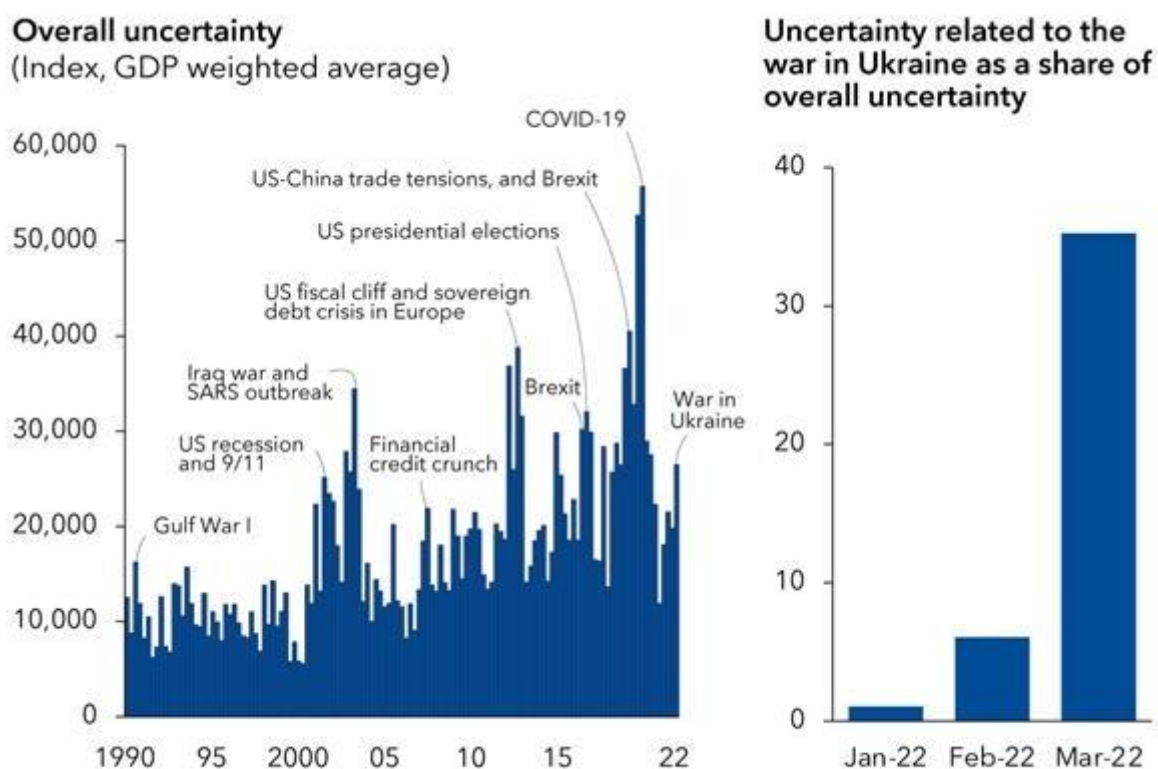 Overall uncertainty
(Index, GDP weighted average)
60,000
50,000
40,000
30,000
20,000
10,000
0
COVID-19
US-China trade tensions, and Brexit
US presidential elections
US fiscal cliff and sovereign
debt crisis in Europe
Iraq war and
SARS outbreak
Brexit
War in
Ukraine
US recession
and 9/11
Financial
credit crunch
Gulf War I
1990 95 2000 05 10 15 22
Uncertainty related to the
war in Ukraine as a share of
overall uncertainty
40
30
20
10
0
Jan-22 Feb-22 Mar-22